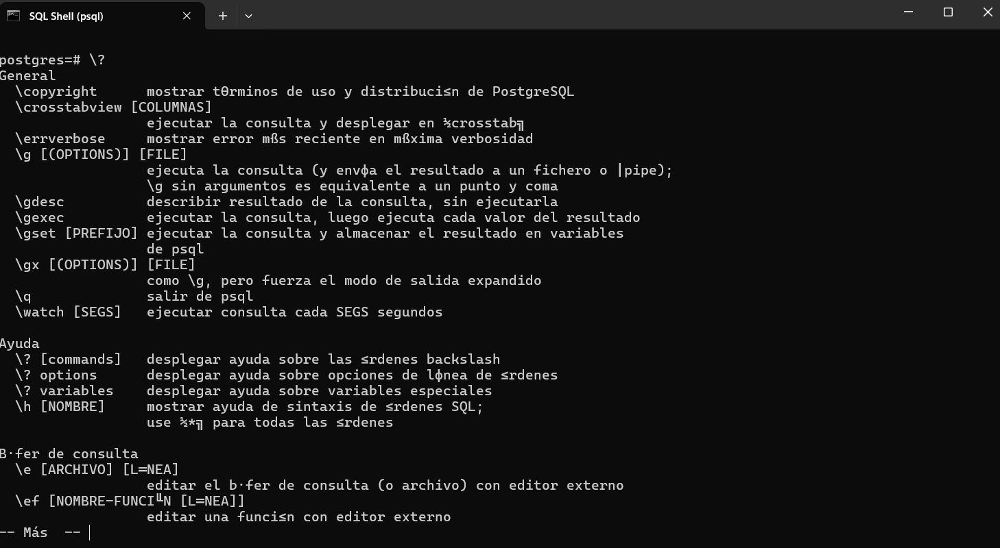 SQL Shell (psql)
postgres=# \?
General
  \copyright      mostrar tΘrminos de uso y distribuci≤n de PostgreSQL
  \crosstabview [COLUMNAS]
                  ejecutar la consulta y desplegar en ½crosstab╗
  \errverbose     mostrar error mßs reciente en mßxima verbosidad
  \g [(OPTIONS)] [FILE]
                  ejecuta la consulta (y envφa el resultado a un fichero o |pipe);
                  \g sin argumentos es equivalente a un punto y coma
  \gdesc          describir resultado de la consulta, sin ejecutarla
  \gexec          ejecutar la consulta, luego ejecuta cada valor del resultado
  \gset [PREFIJO] ejecutar la consulta y almacenar el resultado en variables
                  de psql
  \gx [(OPTIONS)] [FILE]
                  como \g, pero fuerza el modo de salida expandido
  \q              salir de psql
  \watch [SEGS]   ejecutar consulta cada SEGS segundos
Ayuda
  \? [commands]   desplegar ayuda sobre las ≤rdenes backslash
  \? options      desplegar ayuda sobre opciones de lφnea de ≤rdenes
  \? variables    desplegar ayuda sobre variables especiales
  \h [NOMBRE]     mostrar ayuda de sintaxis de ≤rdenes SQL;
                  use ½*╗ para todas las ≤rdenes
B·fer de consulta
  \e [ARCHIVO] [L═NEA]
                  editar el b·fer de consulta (o archivo) con editor externo
  \ef [NOMBRE-FUNCI╙N [L═NEA]]
                  editar una funci≤n con editor externo
-- Más  --